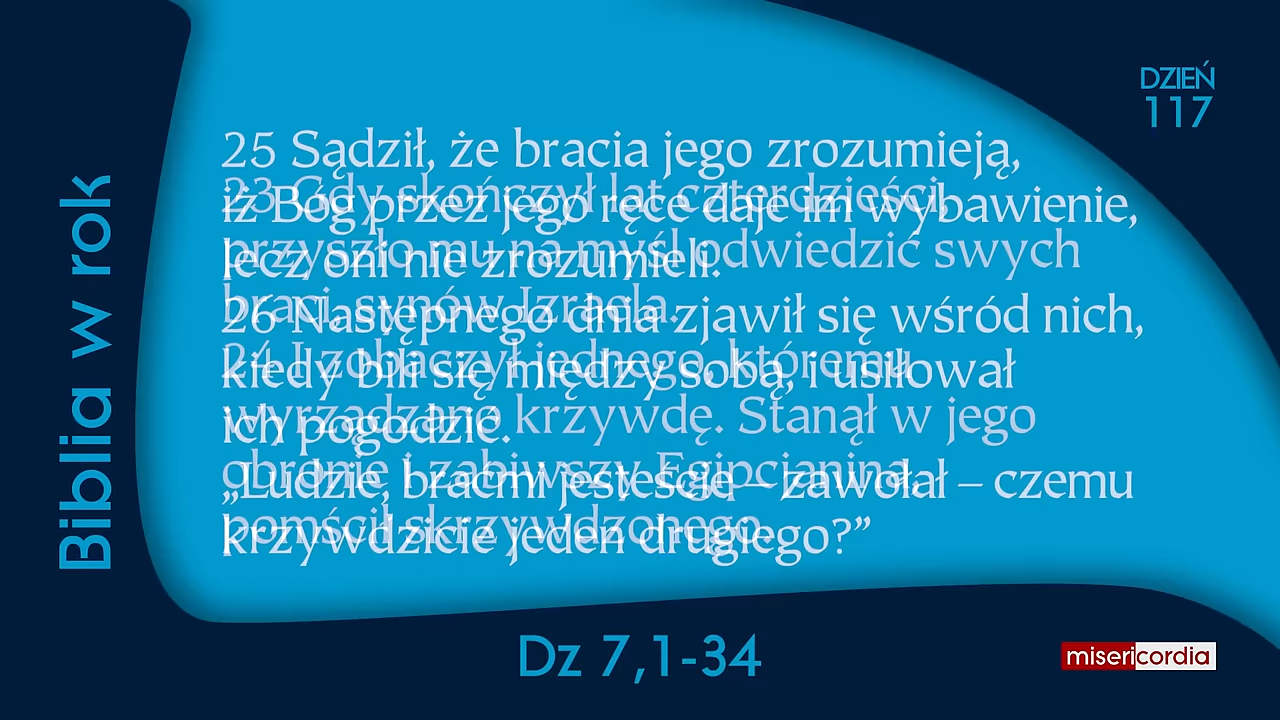 DZIEŃ
117
25 Sądził, że bracia jego zrozumieją,
iż Bóg przez jego ręce daje im wybawienie,
lecz oni nie zrozumieli.
26 Następnego dnia zjawił się wśród nich,
kiedy bili się między sobą, i usiłował
ich pogodzić.
„Ludzie, braćmi jesteście – zawołał – czemu
krzywdzicie jeden drugiego?”
23 Gdy skończył lat czterdzieści,
przyszło mu na myśl odwiedzić swych
braci, synów Izraela.
24 I zobaczył jednego, któremu
wyrządzano krzywdę. Stanął w jego
obronie i zabiwszy Egipcjanina,
pomścił skrzywdzonego.
Biblia w rok
Dz 7,1-34
misericordia